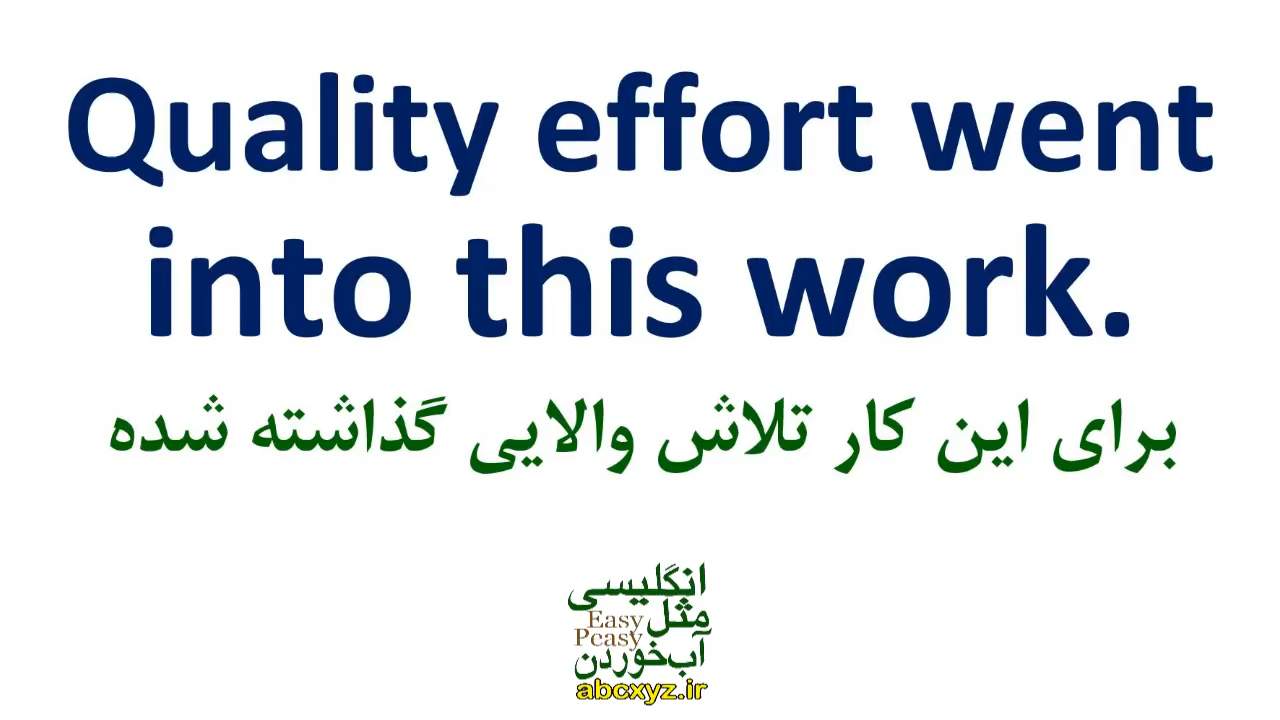 Quality effort went
into this work.
برای این کار تلاش والایی گذاشته شده
انگلیسی
مثل
Easy
Peasy
آب‌خوردن
abcxyz.ir